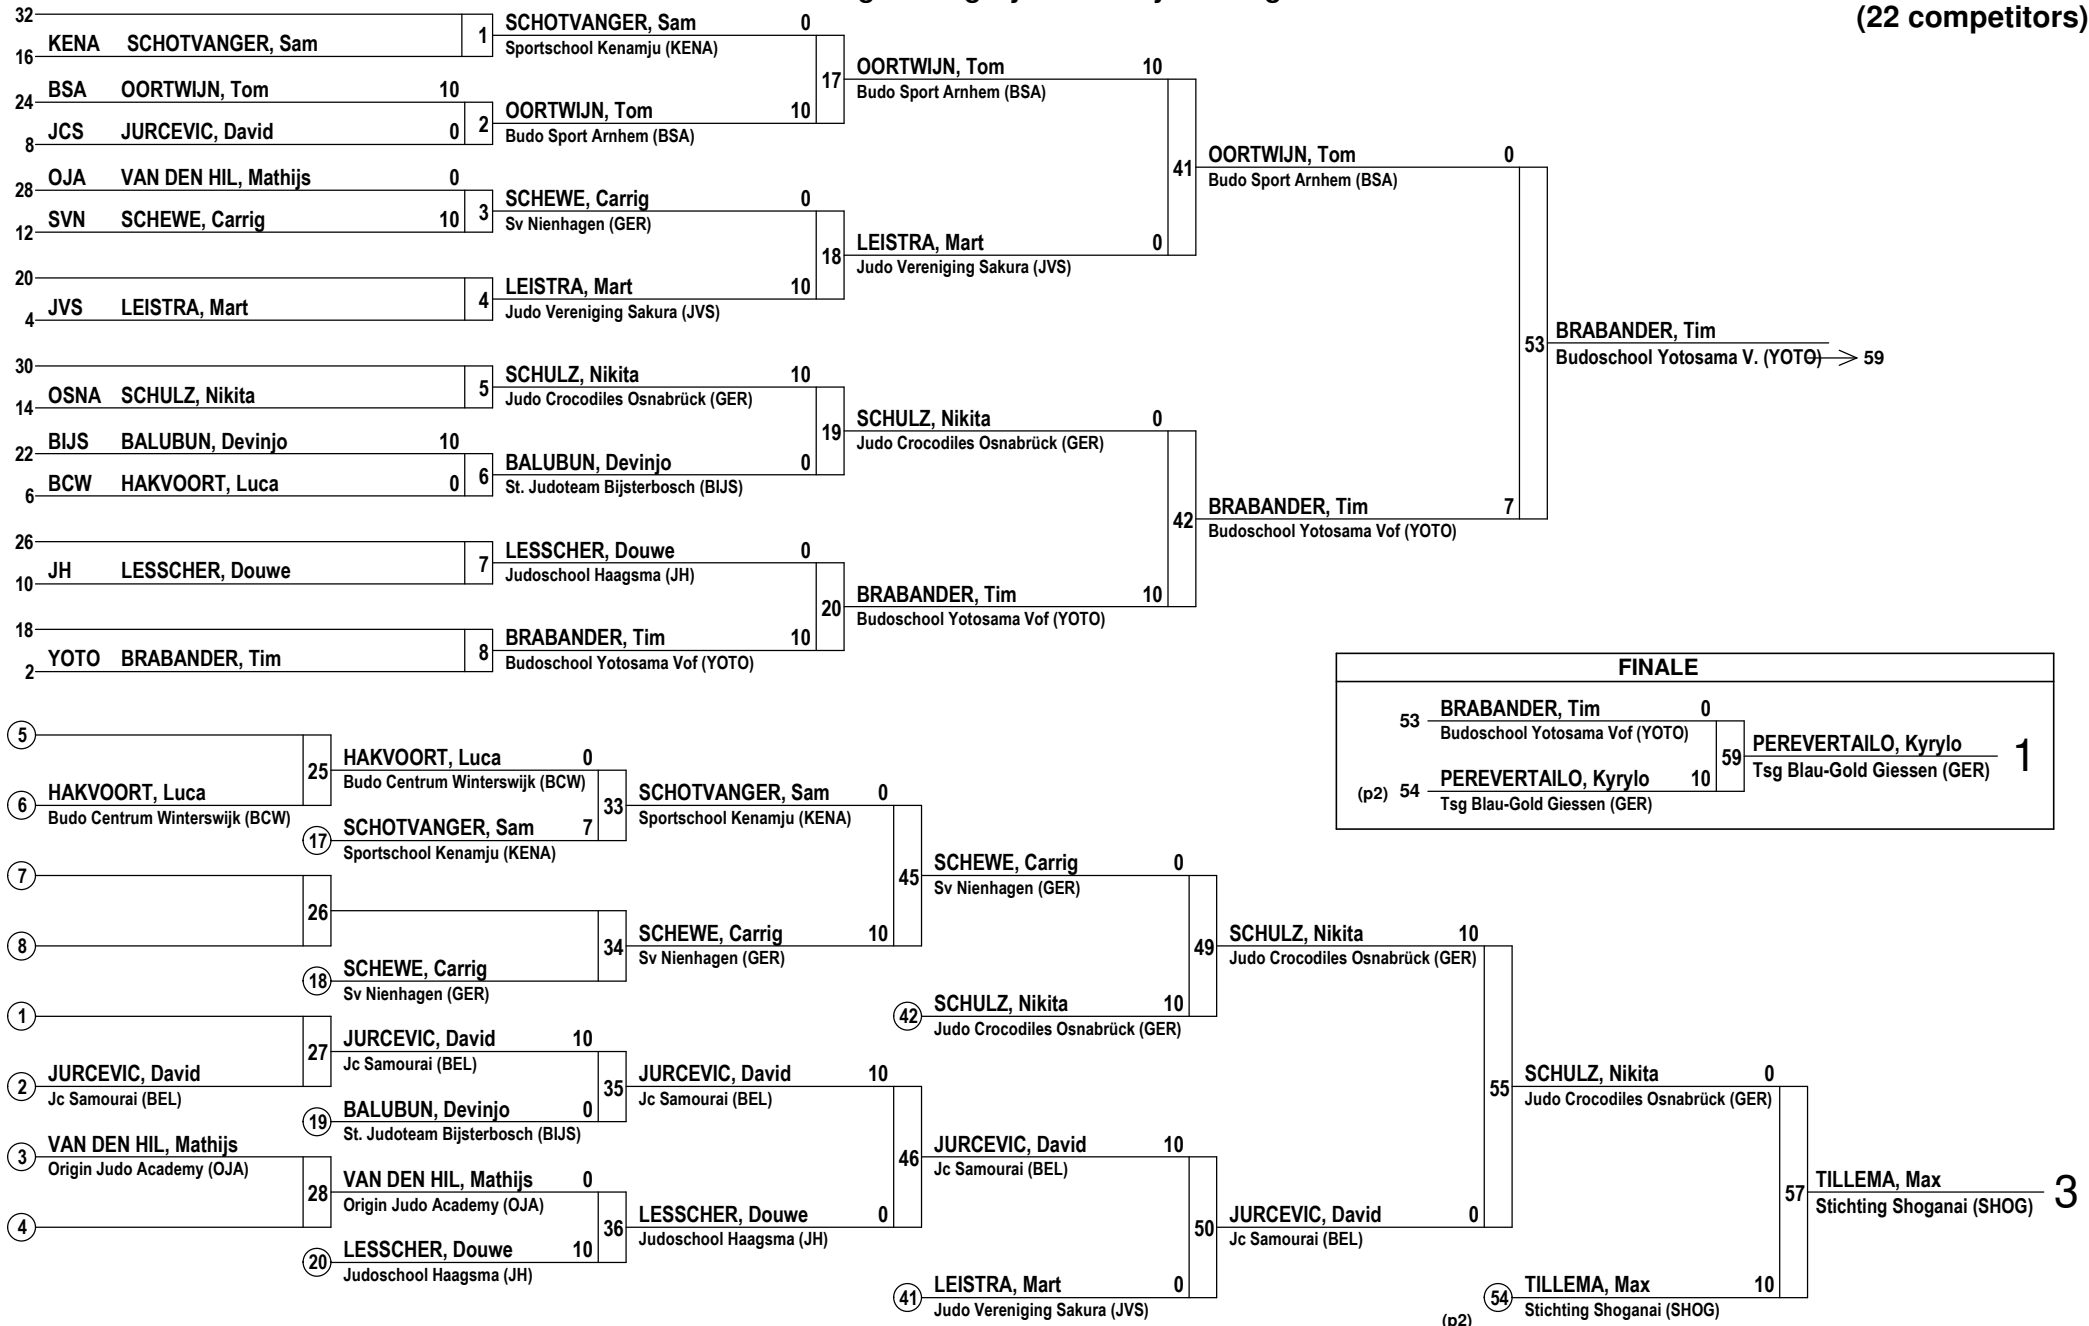 (22 competitors)
32
KENA SCHOTVANGER, Sam
16
1
BSA OORTWIJN, Tom 10
24
JCS JURCEVIC, David 0
8
2
OJA VAN DEN HIL, Mathijs 0
28
SVN SCHEWE, Carrig 10
12
3
20
JVS LEISTRA, Mart
4
4
30
OSNA SCHULZ, Nikita
14
5
BIJS BALUBUN, Devinjo 10
22
BCW HAKVOORT, Luca 0
6
6
26
JH LESSCHER, Douwe
10
7
18
YOTO BRABANDER, Tim
2
8
SCHOTVANGER, Sam 0
Sportschool Kenamju (KENA)
OORTWIJN, Tom 10
Budo Sport Arnhem (BSA)
17
SCHEWE, Carrig 0
Sv Nienhagen (GER)
LEISTRA, Mart 10
Judo Vereniging Sakura (JVS)
18
SCHULZ, Nikita 10
Judo Crocodiles Osnabrück (GER)
BALUBUN, Devinjo 0
St. Judoteam Bijsterbosch (BIJS)
19
LESSCHER, Douwe 0
Judoschool Haagsma (JH)
BRABANDER, Tim 10
Budoschool Yotosama Vof (YOTO)
20
OORTWIJN, Tom 10
Budo Sport Arnhem (BSA)
LEISTRA, Mart 0
Judo Vereniging Sakura (JVS)
41
SCHULZ, Nikita 0
Judo Crocodiles Osnabrück (GER)
BRABANDER, Tim 10
Budoschool Yotosama Vof (YOTO)
42
OORTWIJN, Tom 0
Budo Sport Arnhem (BSA)
BRABANDER, Tim 7
Budoschool Yotosama Vof (YOTO)
53
BRABANDER, Tim
Budoschool Yotosama V. (YOTO) 59
FINALE
53 BRABANDER, Tim 0
Budoschool Yotosama Vof (YOTO)
(p2) 54 PEREVERTAILO, Kyrylo 10
Tsg Blau-Gold Giessen (GER)
59
PEREVERTAILO, Kyrylo 1
Tsg Blau-Gold Giessen (GER)
5
6 HAKVOORT, Luca
Budo Centrum Winterswijk (BCW)
25
7
8
26
1
2 JURCEVIC, David
Jc Samourai (BEL)
27
3 VAN DEN HIL, Mathijs
Origin Judo Academy (OJA)
4
28
HAKVOORT, Luca 0
Budo Centrum Winterswijk (BCW)
17 SCHOTVANGER, Sam 7
Sportschool Kenamju (KENA)
33
18 SCHEWE, Carrig
Sv Nienhagen (GER)
34
JURCEVIC, David 10
Jc Samourai (BEL)
19 BALUBUN, Devinjo 0
St. Judoteam Bijsterbosch (BIJS)
35
VAN DEN HIL, Mathijs 0
Origin Judo Academy (OJA)
20 LESSCHER, Douwe 10
Judoschool Haagsma (JH)
36
SCHOTVANGER, Sam 0
Sportschool Kenamju (KENA)
SCHEWE, Carrig 10
Sv Nienhagen (GER)
45
JURCEVIC, David 10
Jc Samourai (BEL)
LESSCHER, Douwe 0
Judoschool Haagsma (JH)
46
SCHEWE, Carrig 0
Sv Nienhagen (GER)
42 SCHULZ, Nikita 10
Judo Crocodiles Osnabrück (GER)
49
JURCEVIC, David 10
Jc Samourai (BEL)
41 LEISTRA, Mart 0
Judo Vereniging Sakura (JVS)
50
SCHULZ, Nikita 10
Judo Crocodiles Osnabrück (GER)
JURCEVIC, David 0
Jc Samourai (BEL)
55
SCHULZ, Nikita 0
Judo Crocodiles Osnabrück (GER)
54 TILLEMA, Max 10
(p2) Stichting Shoganai (SHOG)
57
TILLEMA, Max 3
Stichting Shoganai (SHOG)